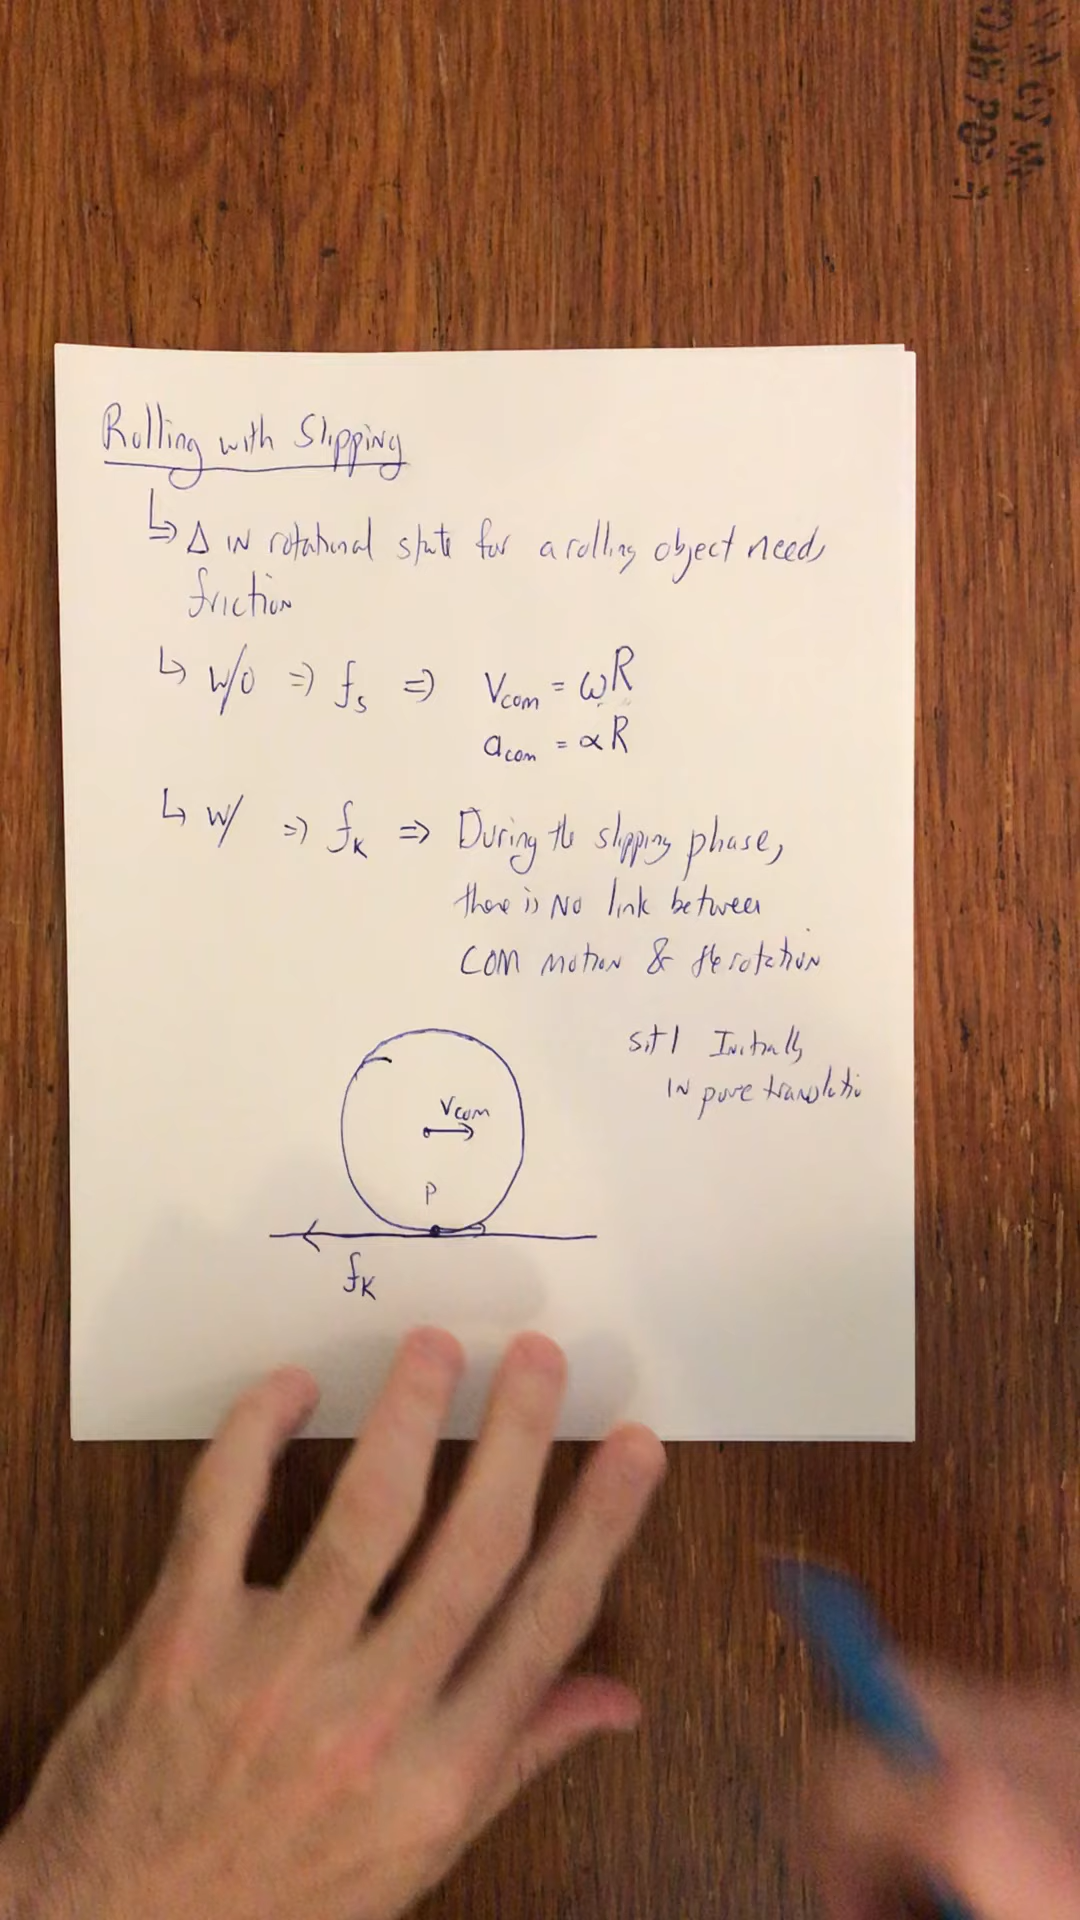 Rolling with Slipping
↳ Δ in rotational state for a rolling object needs
friction
↳ w/o ⇒ fs ⇒ Vcom = ωR
acom = αR
↳ w/ ⇒ fK ⇒ During the slipping phase,
there is no link between
COM motion & the rotation
sit 1 Initially
in pure translatio
Vcom
P
fK